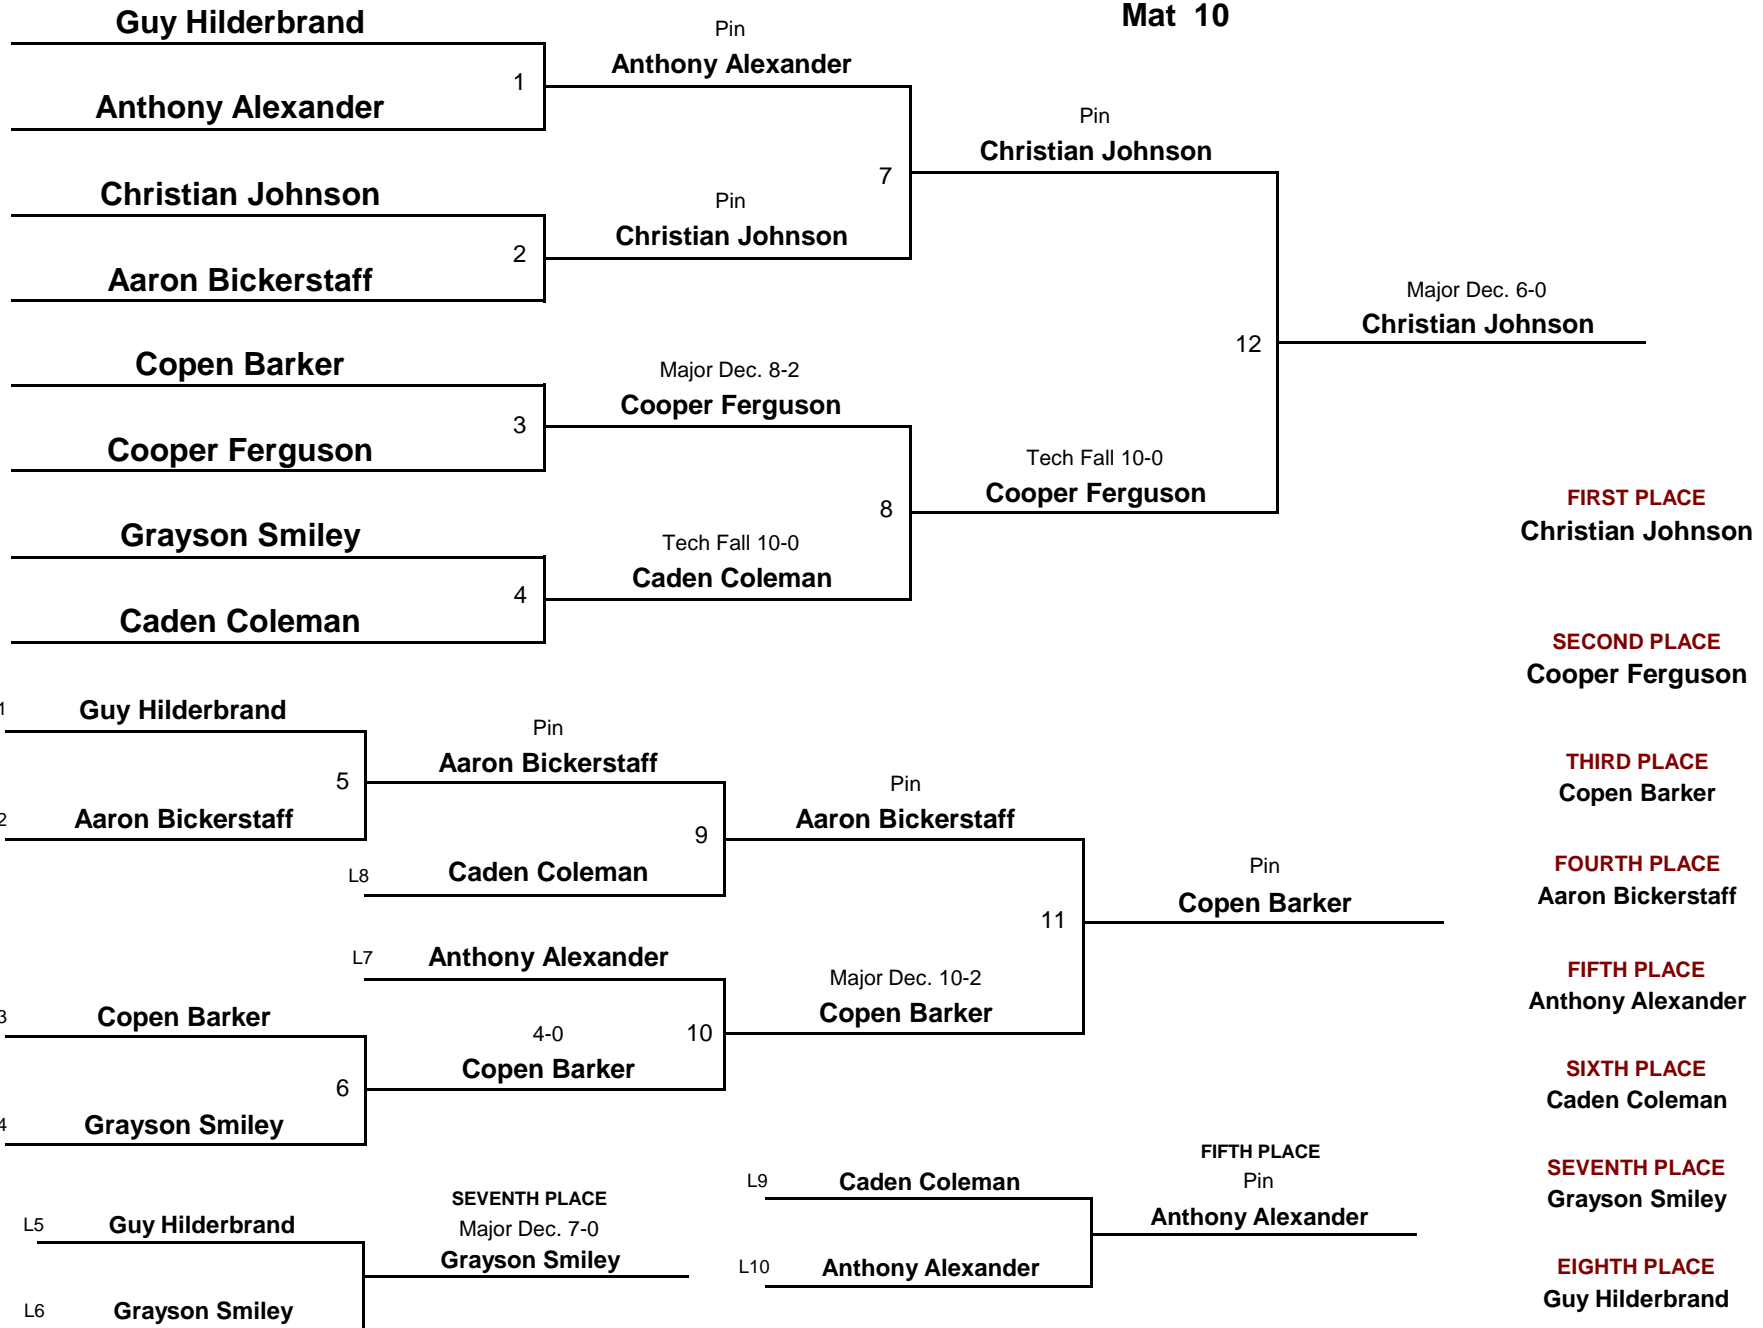 Mat 10
Guy Hilderbrand
Pin
Anthony Alexander
1
Anthony Alexander
Pin
Christian Johnson
7
Christian Johnson
Pin
Christian Johnson
2
Aaron Bickerstaff
Major Dec. 6-0
Christian Johnson
12
Copen Barker
Major Dec. 8-2
Cooper Ferguson
3
Cooper Ferguson
Tech Fall 10-0
Cooper Ferguson
8
Grayson Smiley
Tech Fall 10-0
Caden Coleman
4
Caden Coleman
FIRST PLACE
Christian Johnson
SECOND PLACE
Cooper Ferguson
THIRD PLACE
Copen Barker
FOURTH PLACE
Aaron Bickerstaff
FIFTH PLACE
Anthony Alexander
SIXTH PLACE
Caden Coleman
SEVENTH PLACE
Grayson Smiley
EIGHTH PLACE
Guy Hilderbrand
1 Guy Hilderbrand
Pin
Aaron Bickerstaff
5
2 Aaron Bickerstaff
Pin
Aaron Bickerstaff
9
L8 Caden Coleman
Pin
Copen Barker
11
L7 Anthony Alexander
Major Dec. 10-2
Copen Barker
3 Copen Barker
4-0
10
Copen Barker
6
4 Grayson Smiley
SEVENTH PLACE
L5 Guy Hilderbrand
Major Dec. 7-0
Grayson Smiley
L6 Grayson Smiley
FIFTH PLACE
L9 Caden Coleman
Pin
Anthony Alexander
L10 Anthony Alexander